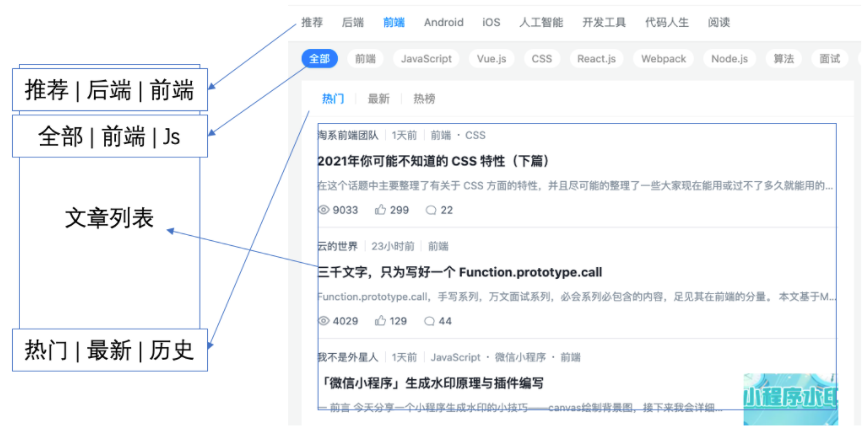 推荐 | 后端 | 前端
全部 | 前端 | Js
文章列表
热门 | 最新 | 历史
推荐 后端 前端 Android iOS 人工智能 开发工具 代码人生 阅读
全部 前端 JavaScript Vue.js CSS React.js Webpack Node.js 算法 面试
热门 最新 热榜
淘系前端团队 1天前 前端 · CSS
2021年你可能不知道的 CSS 特性（下篇）
在这个话题中主要整理了有关于 CSS 方面的特性，并且尽可能的整理了一些大家现在能用或过不了多久就能用的...
9033 299 22
云的世界 23小时前 前端
三千文字，只为写好一个 Function.prototype.call
Function.prototype.call，手写系列，万文面试系列，必会系列必包含的内容，足见其在前端的分量。 本文基于M...
4029 129 44
我不是外星人 1天前 JavaScript · 微信小程序 · 前端
「微信小程序」生成水印原理与插件编写
一 前言 今天分享一个小程序生成水印的小技巧——canvas绘制背景图，接下来我会详细...
小程序水印